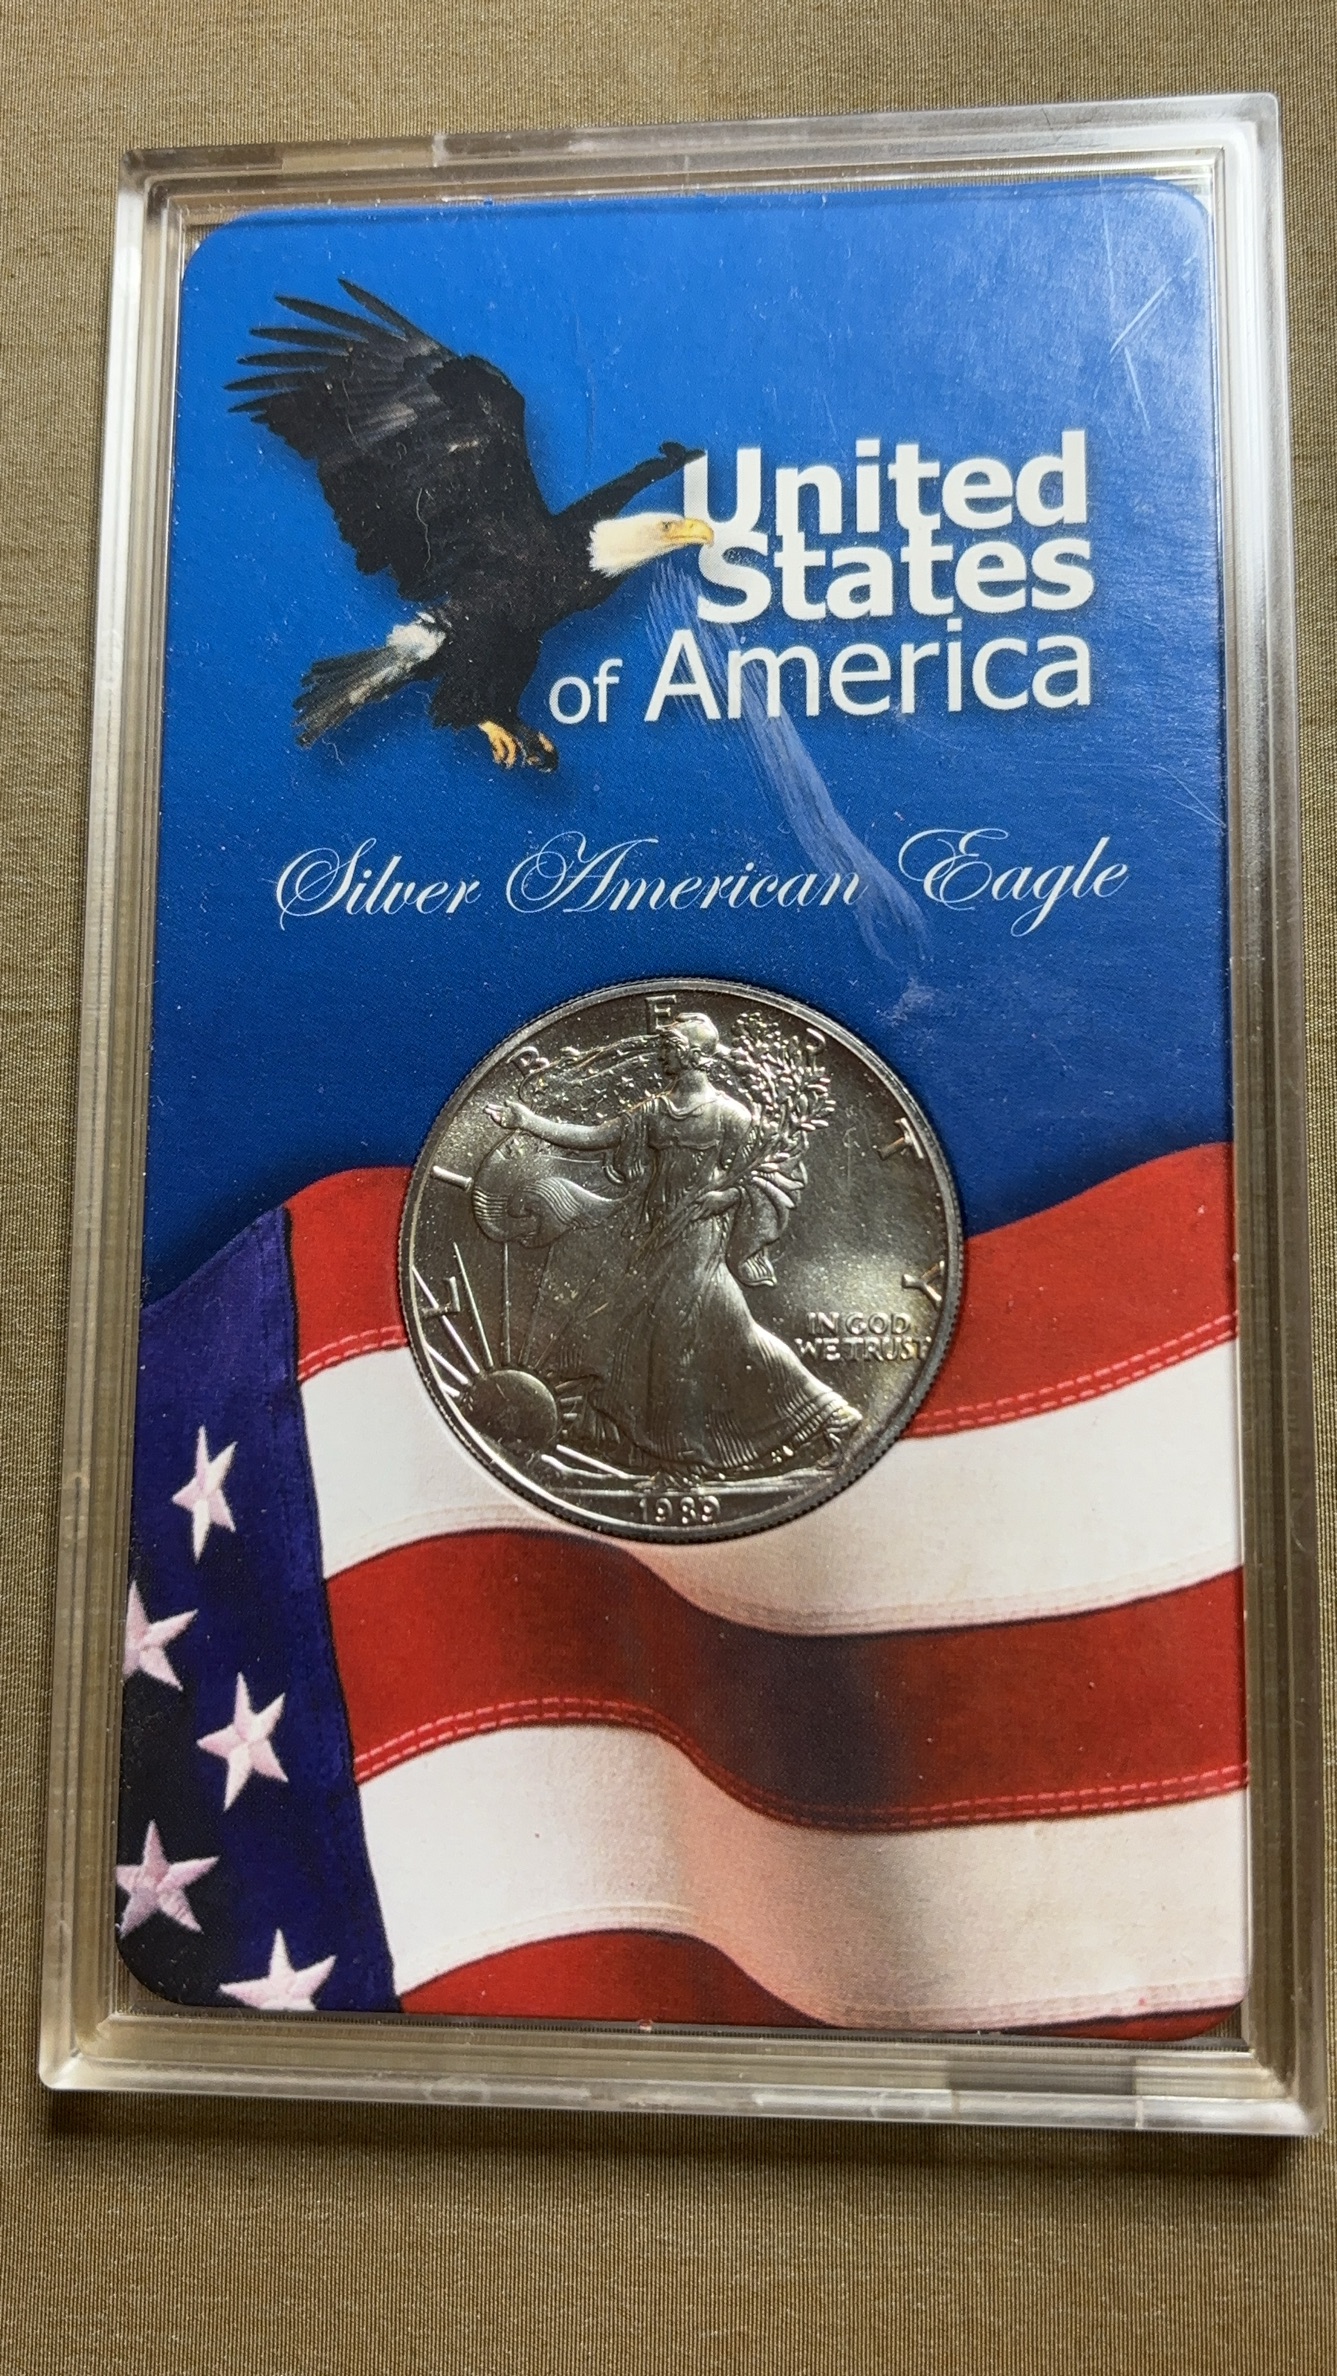 United
States
of America
Silver American Eagle
LIBERTY
IN GOD
WE TRUST
1989